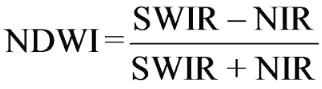 NDWI = SWIR – NIR / SWIR + NIR